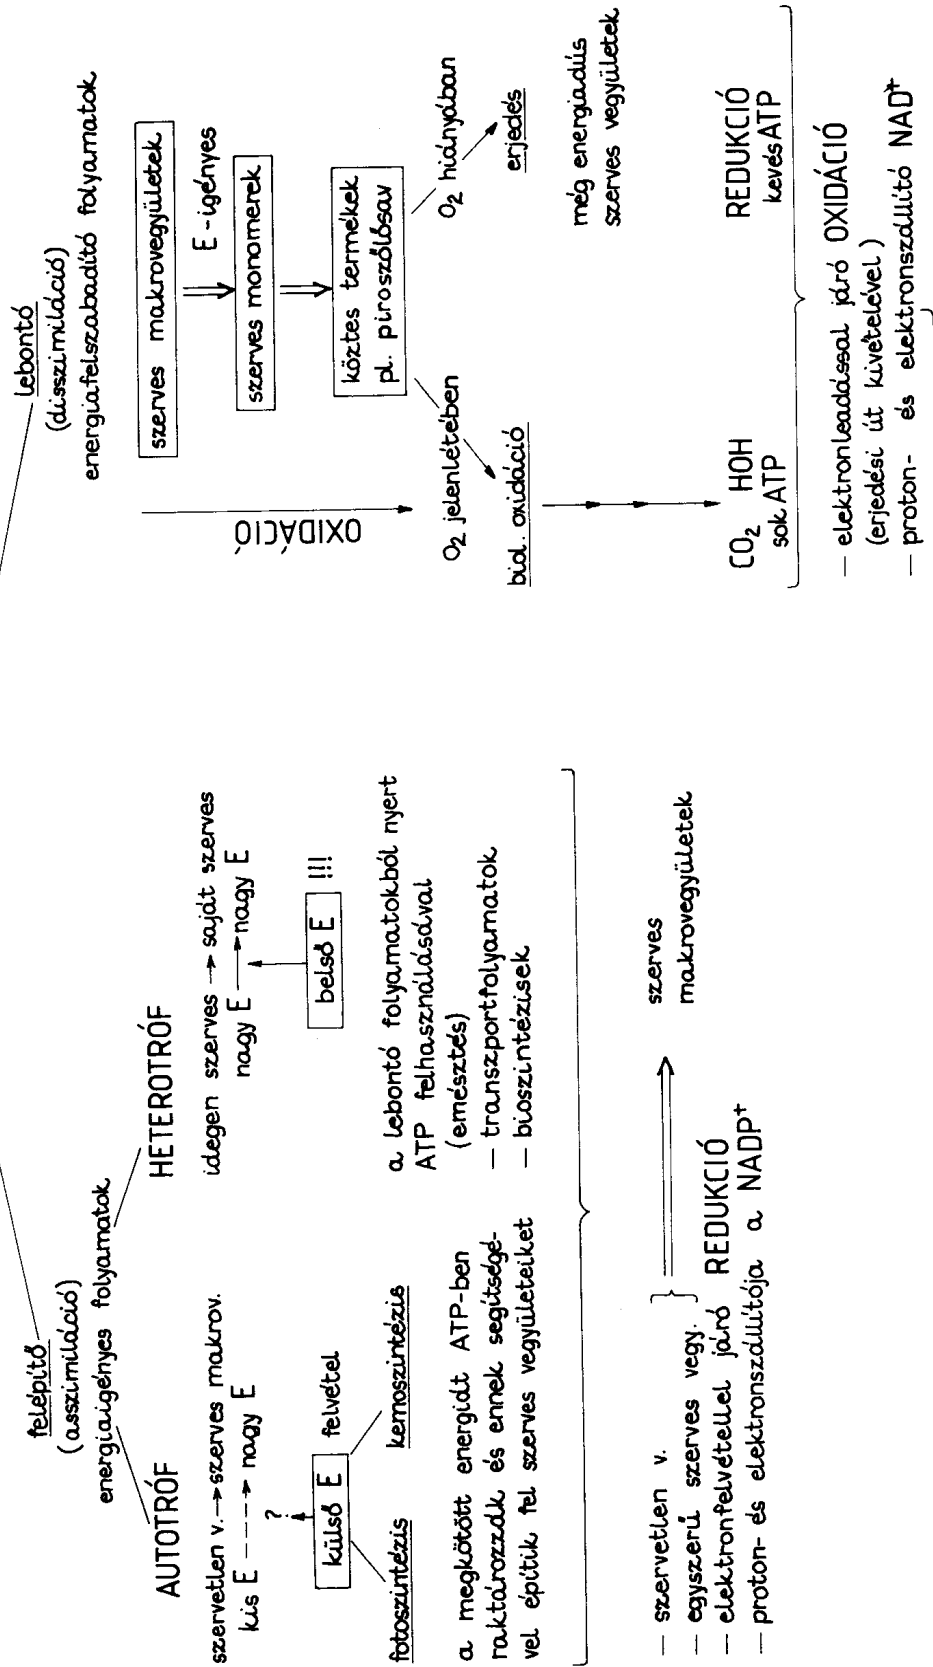 felépítő
(asszimiláció)
energiaigényes folyamatok
AUTOTRÓF
szervetlen v. → szerves makrov.
kis E ----→ nagy E
?
külső E felvétel
fotoszintézis kemoszintézis
a megkötött energiát ATP-ben
raktározzák és ennek segítségé-
vel építik fel szerves vegyületeiket
HETEROTRÓF
idegen szerves → saját szerves
nagy E → nagy E
belső E !!!
a lebontó folyamatokból nyert
ATP felhasználásával
(emésztés)
— transzportfolyamatok
— bioszintézisek
— szervetlen v.
— egyszerű szerves vegy.
szerves
makrovegyületek
— elektronfelvétellel járó REDUKCIÓ
— proton- és elektronszállítója a NADP⁺
lebontó
(disszimiláció)
energiafelszabadító folyamatok
OXIDÁCIÓ
szerves makrovegyületek
E-igényes
szerves monomerek
köztes termékek
pl. piroszőlősav
O₂ jelenlétében
biol. oxidáció
CO₂ HOH
sok ATP
O₂ hiányában
erjedés
még energiadús
szerves vegyületek
REDUKCIÓ
kevés ATP
— elektronleadással járó OXIDÁCIÓ
(erjedési út kivételével)
— proton- és elektronszállító NAD⁺